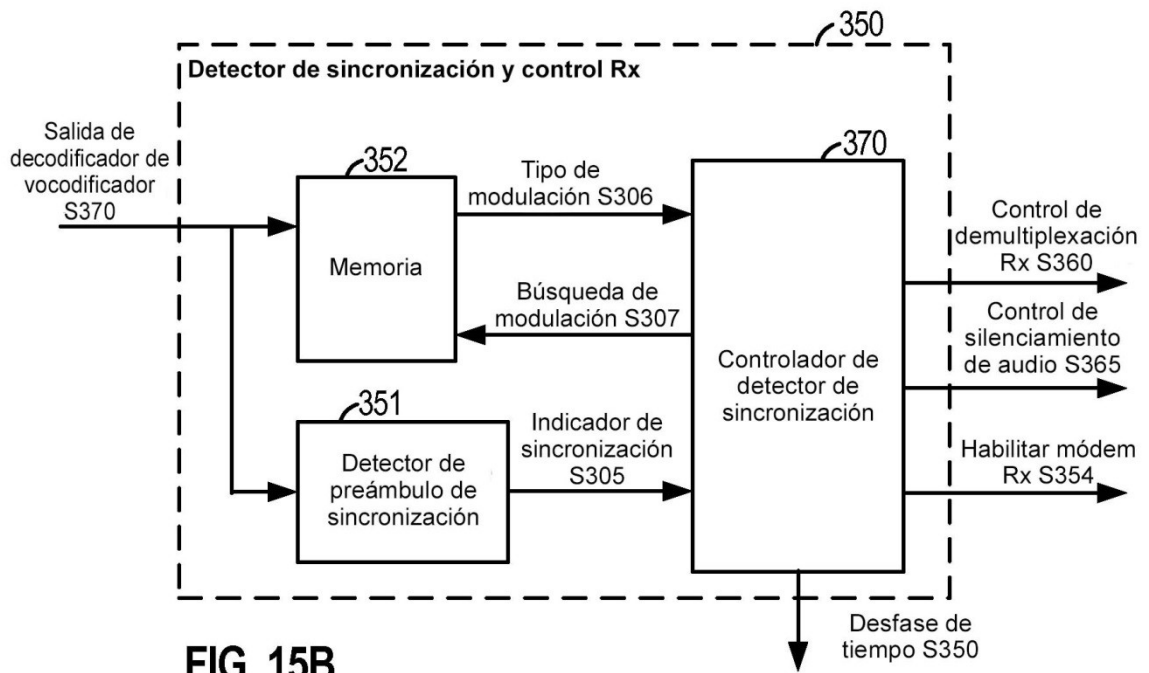 350
Detector de sincronización y control Rx
Salida de
decodificador de
vocodificador
S370
352
Memoria
Tipo de
modulación S306
Búsqueda de
modulación S307
351
Detector de
preámbulo de
sincronización
Indicador de
sincronización
S305
370
Controlador de
detector de
sincronización
Control de
demultiplexación
Rx S360
Control de
silenciamiento
de audio S365
Habilitar módem
Rx S354
Desfase de
tiempo S350
FIG. 15B